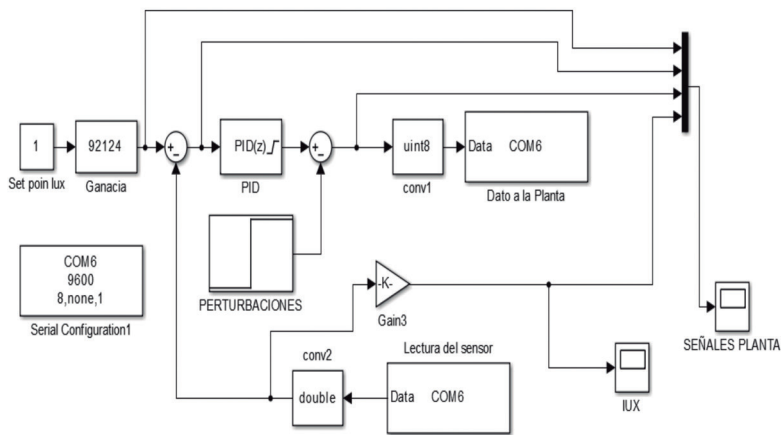 1
Set poin lux
92124
Ganacia
+
-
PID(z)
PID
+
-
uint8
conv1
Data COM6
Dato a la Planta
PERTURBACIONES
COM6
9600
8,none,1
Serial Configuration1
-K-
Gain3
SEÑALES PLANTA
lUX
Lectura del sensor
Data COM6
conv2
double